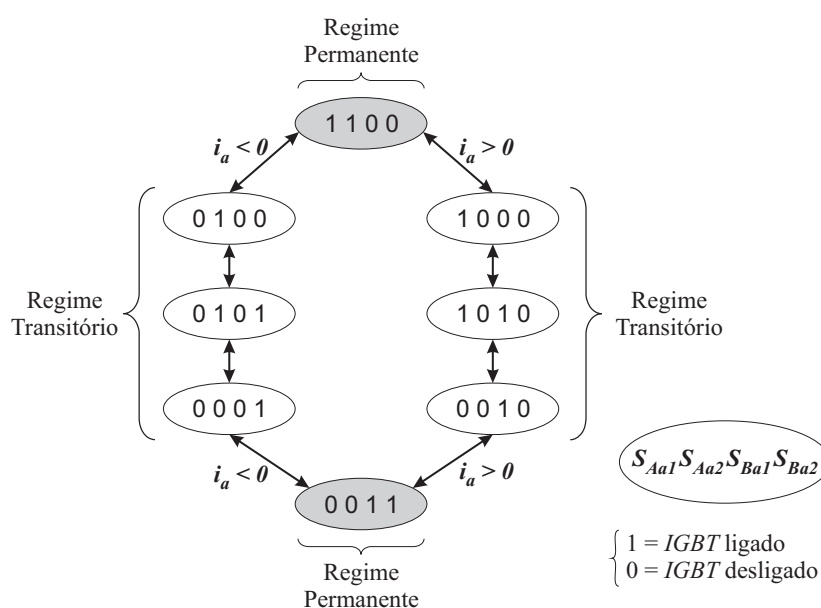 Regime
Permanente
1 1 0 0
i_a < 0
i_a > 0
0 1 0 0
1 0 0 0
Regime
Transitório
0 1 0 1
1 0 1 0
Regime
Transitório
0 0 0 1
0 0 1 0
i_a < 0
i_a > 0
0 0 1 1
Regime
Permanente
S_Aa1 S_Aa2 S_Ba1 S_Ba2
1 = IGBT ligado
0 = IGBT desligado